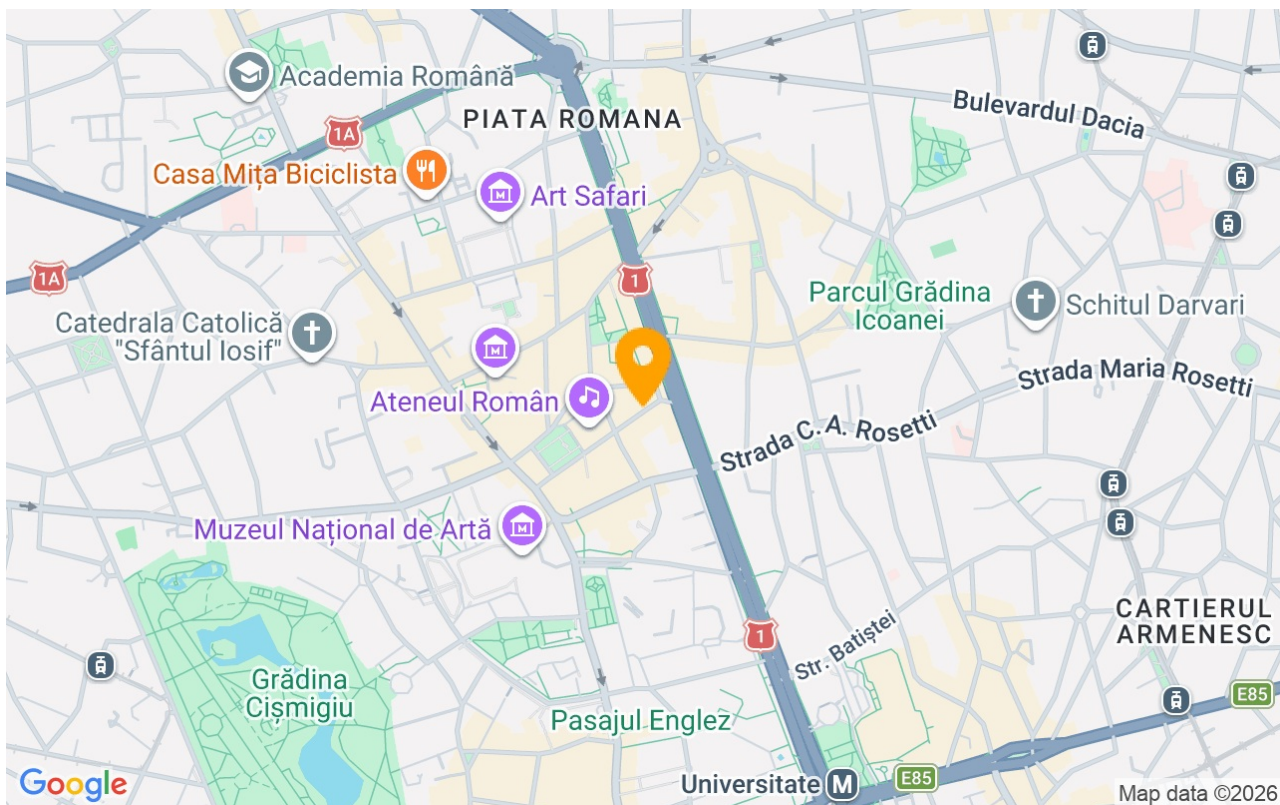 Academia Română
PIATA ROMANA
Bulevardul Dacia
1A
Casa Mița Biciclista
Art Safari
1A
1
Parcul Grădina
Icoanei
Schitul Darvari
Catedrala Catolică
"Sfântul Iosif"
Ateneul Român
Strada Maria Rosetti
Strada C. A. Rosetti
Muzeul Național de Artă
CARTIERUL
ARMENESC
1
Str. Batiștei
Grădina
Cișmigiu
Pasajul Englez
E85
Universitate M
E85
Google
Map data ©2026